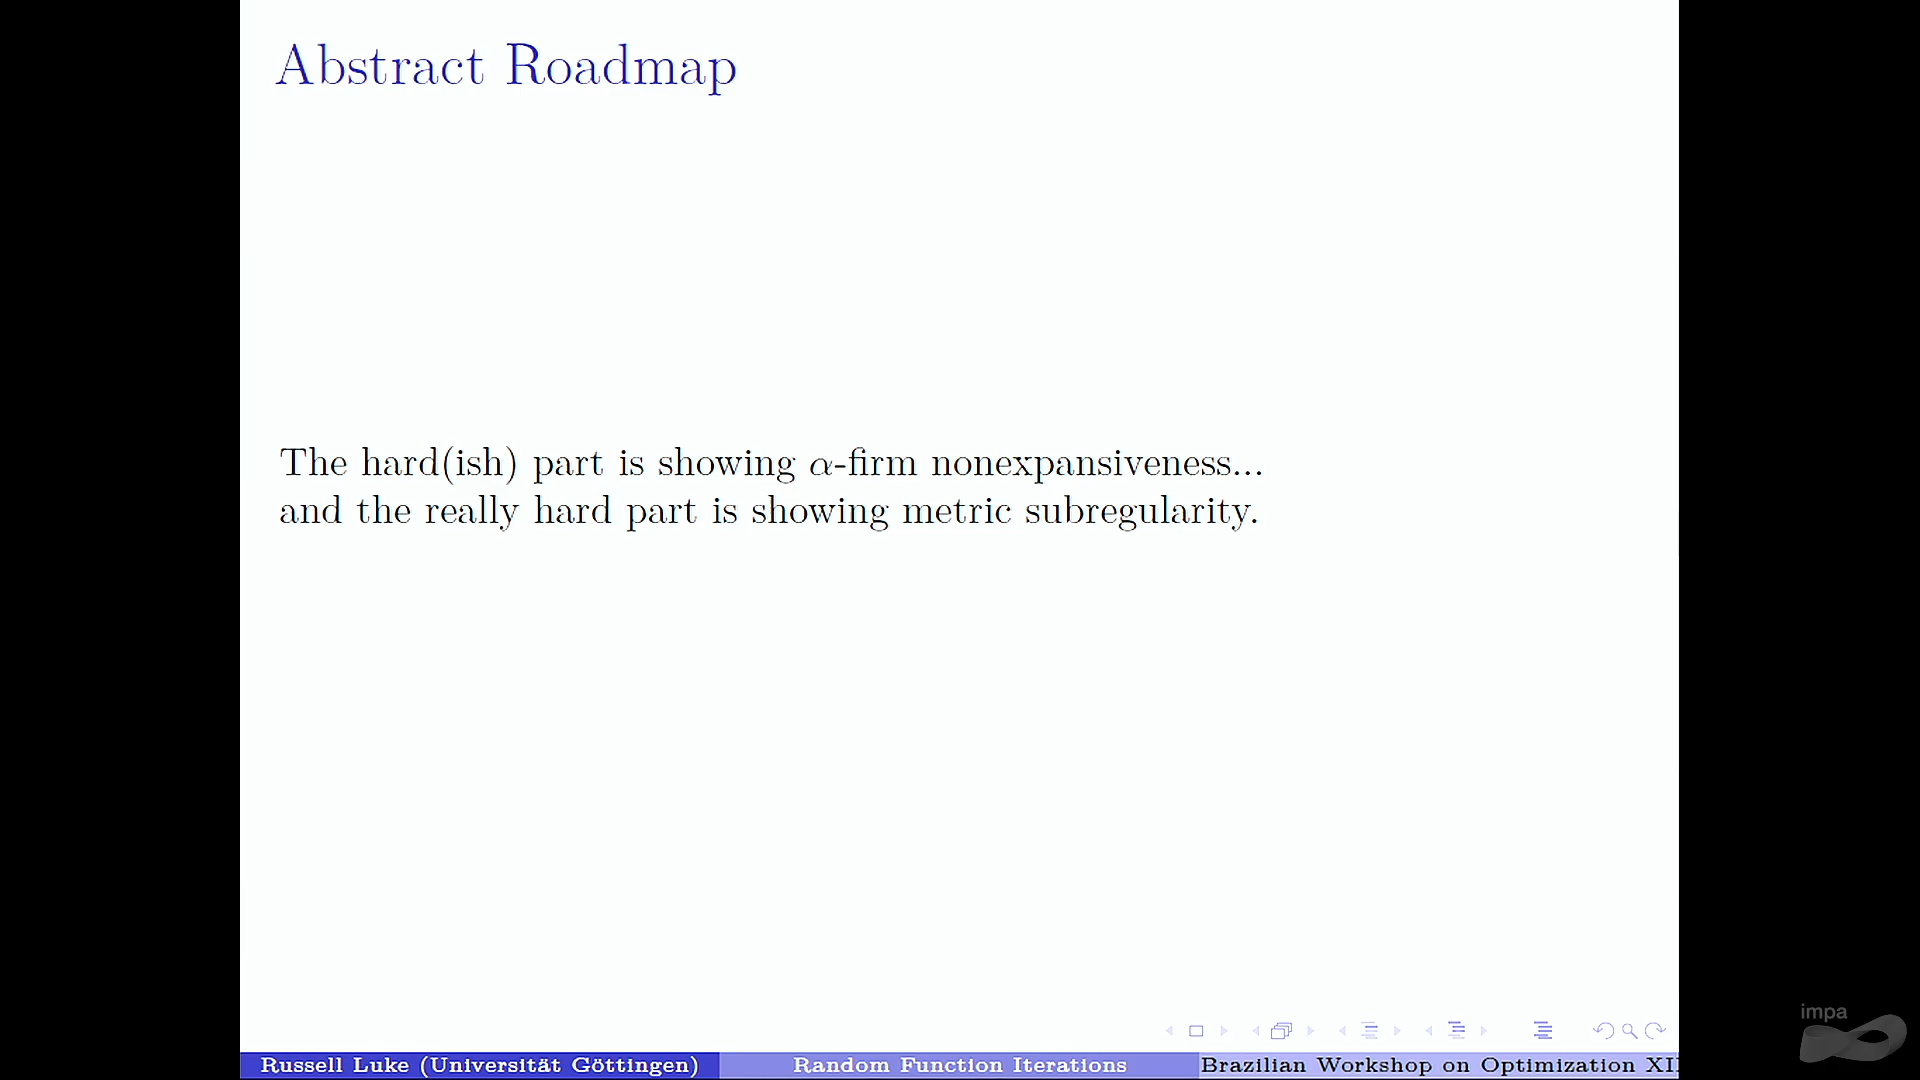 Abstract Roadmap
The hard(ish) part is showing α-firm nonexpansiveness...
and the really hard part is showing metric subregularity.
impa
Russell Luke (Universität Göttingen) Random Function Iterations Brazilian Workshop on Optimization XI